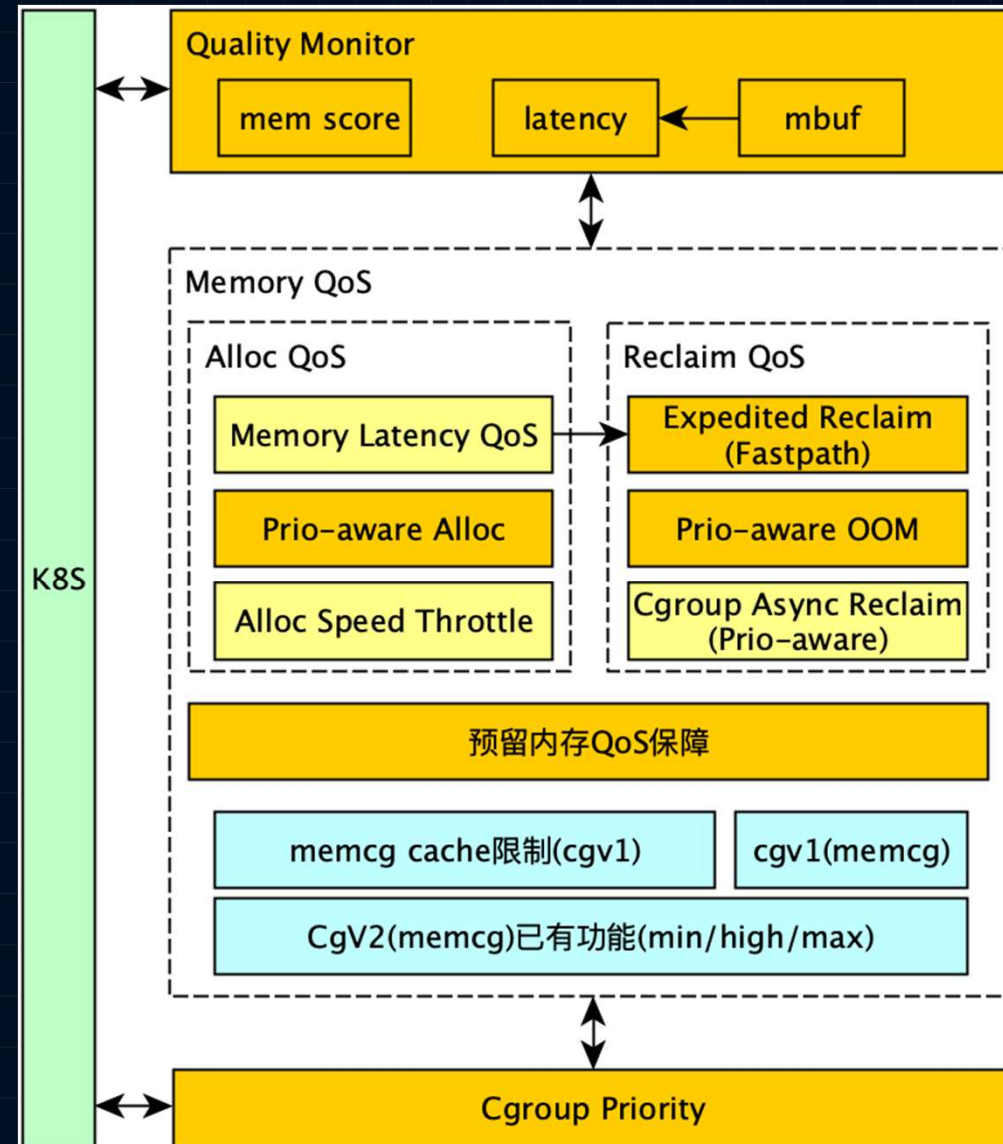 K8S
Quality Monitor
mem score
latency
mbuf
Memory QoS
Alloc QoS
Memory Latency QoS
Prio-aware Alloc
Alloc Speed Throttle
Reclaim QoS
Expedited Reclaim
(Fastpath)
Prio-aware OOM
Cgroup Async Reclaim
(Prio-aware)
预留内存QoS保障
memcg cache限制(cgv1)
cgv1(memcg)
CgV2(memcg)已有功能(min/high/max)
Cgroup Priority